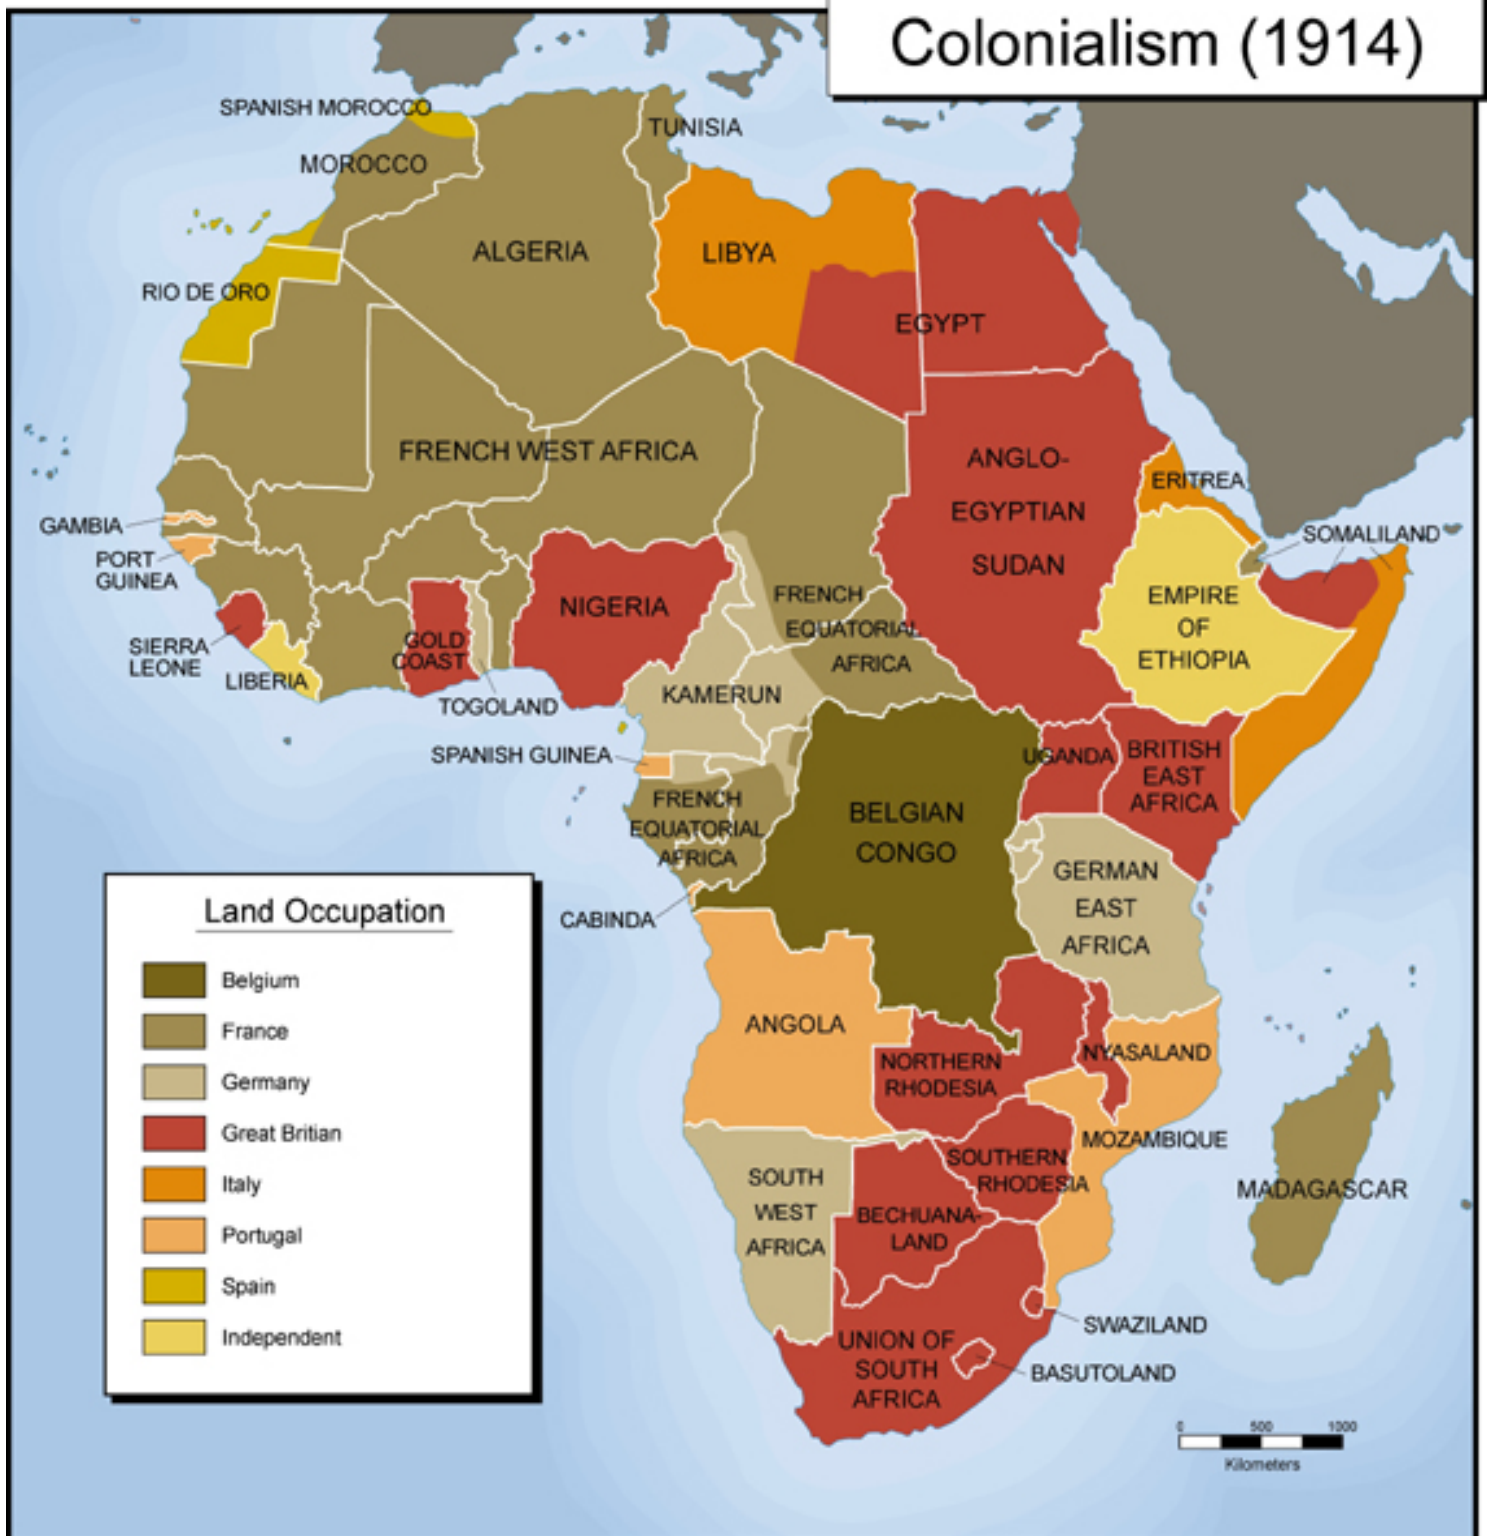 Colonialism (1914)
SPANISH MOROCCO
TUNISIA
MOROCCO
ALGERIA
LIBYA
RIO DE ORO
EGYPT
FRENCH WEST AFRICA
ANGLO-
EGYPTIAN
SUDAN
ERITREA
GAMBIA
SOMALILAND
PORT
GUINEA
NIGERIA
FRENCH
EQUATORIAL
AFRICA
EMPIRE
OF
ETHIOPIA
SIERRA
LEONE
GOLD
COAST
LIBERIA
TOGOLAND
KAMERUN
SPANISH GUINEA
UGANDA
BRITISH
EAST
AFRICA
FRENCH
EQUATORIAL
AFRICA
BELGIAN
CONGO
GERMAN
EAST
AFRICA
CABINDA
Land Occupation
Belgium
France
Germany
Great Britian
Italy
Portugal
Spain
Independent
ANGOLA
NORTHERN
RHODESIA
NYASALAND
MOZAMBIQUE
SOUTHERN
RHODESIA
SOUTH
WEST
AFRICA
BECHUANA-
LAND
MADAGASCAR
SWAZILAND
UNION OF
SOUTH
AFRICA
BASUTOLAND
0 500 1000
Kilometers